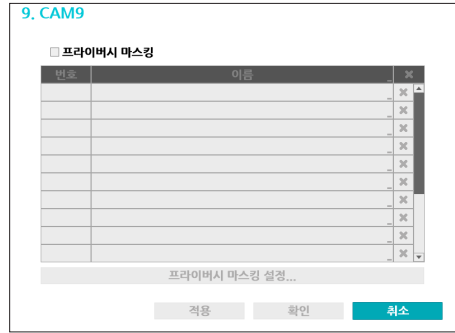 9. CAM9
프라이버시 마스킹
번호 이름
프라이버시 마스킹 설정...
적용 확인 취소